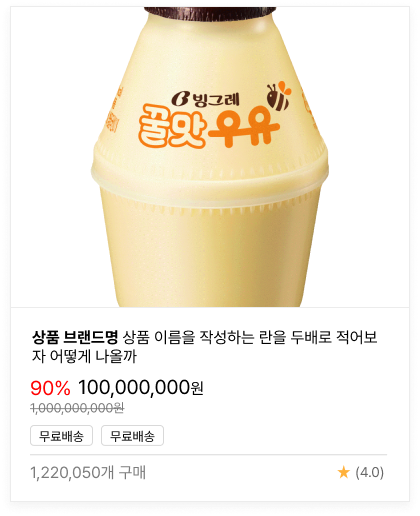 빙그레
꿀맛우유
상품 브랜드명 상품 이름을 작성하는 란을 두배로 적어보
자 어떻게 나올까
90% 100,000,000원
1,000,000,000원
무료배송 무료배송
1,220,050개 구매 ★ (4.0)